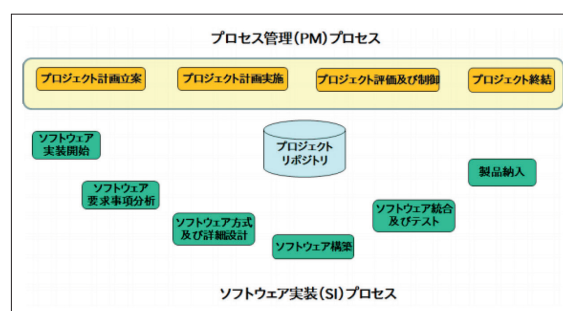 プロセス管理(PM)プロセス
プロジェクト計画立案
プロジェクト計画実施
プロジェクト評価及び制御
プロジェクト終結
ソフトウェア
実装開始
プロジェクト
リポジトリ
製品納入
ソフトウェア
要求事項分析
ソフトウェア方式
及び詳細設計
ソフトウェア統合
及びテスト
ソフトウェア構築
ソフトウェア実装(SI)プロセス